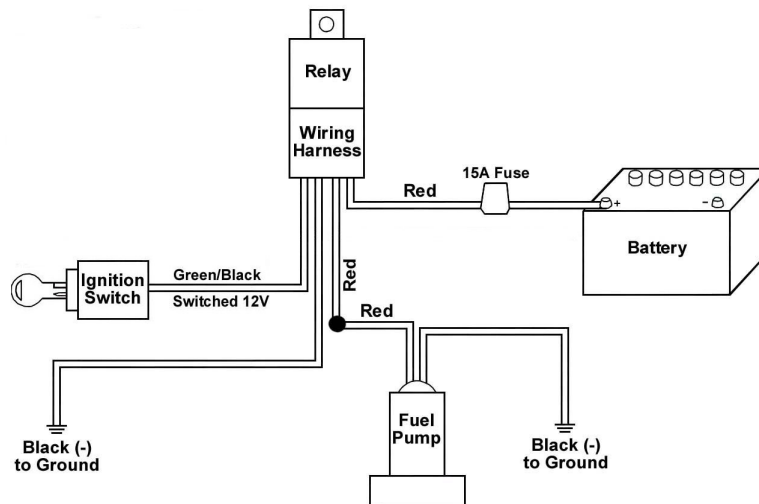 Relay
Wiring
Harness
Red
15A Fuse
+
-
Battery
Ignition
Switch
Green/Black
Switched 12V
Red
Red
Fuel
Pump
Black (-)
to Ground
Black (-)
to Ground